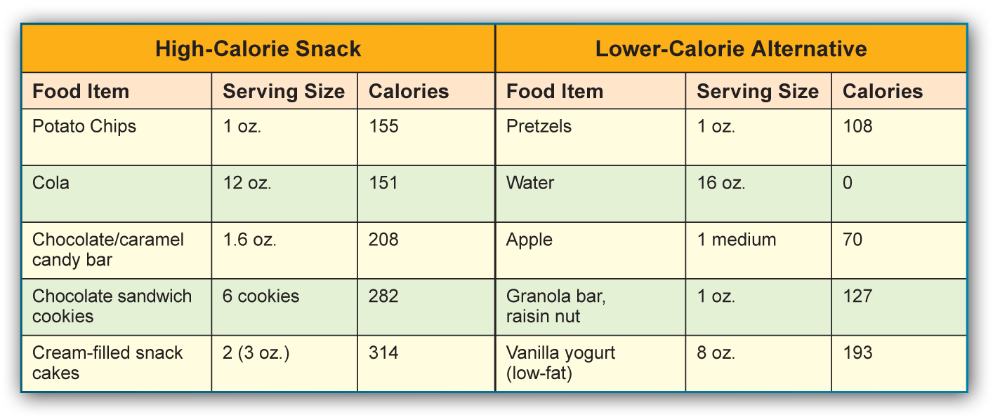 High-Calorie Snack Lower-Calorie Alternative
Food Item Serving Size Calories Food Item Serving Size Calories
Potato Chips 1 oz. 155 Pretzels 1 oz. 108
Cola 12 oz. 151 Water 16 oz. 0
Chocolate/caramel 1.6 oz. 208 Apple 1 medium 70
candy bar
Chocolate sandwich 6 cookies 282 Granola bar, 1 oz. 127
cookies raisin nut
Cream-filled snack 2 (3 oz.) 314 Vanilla yogurt 8 oz. 193
cakes (low-fat)